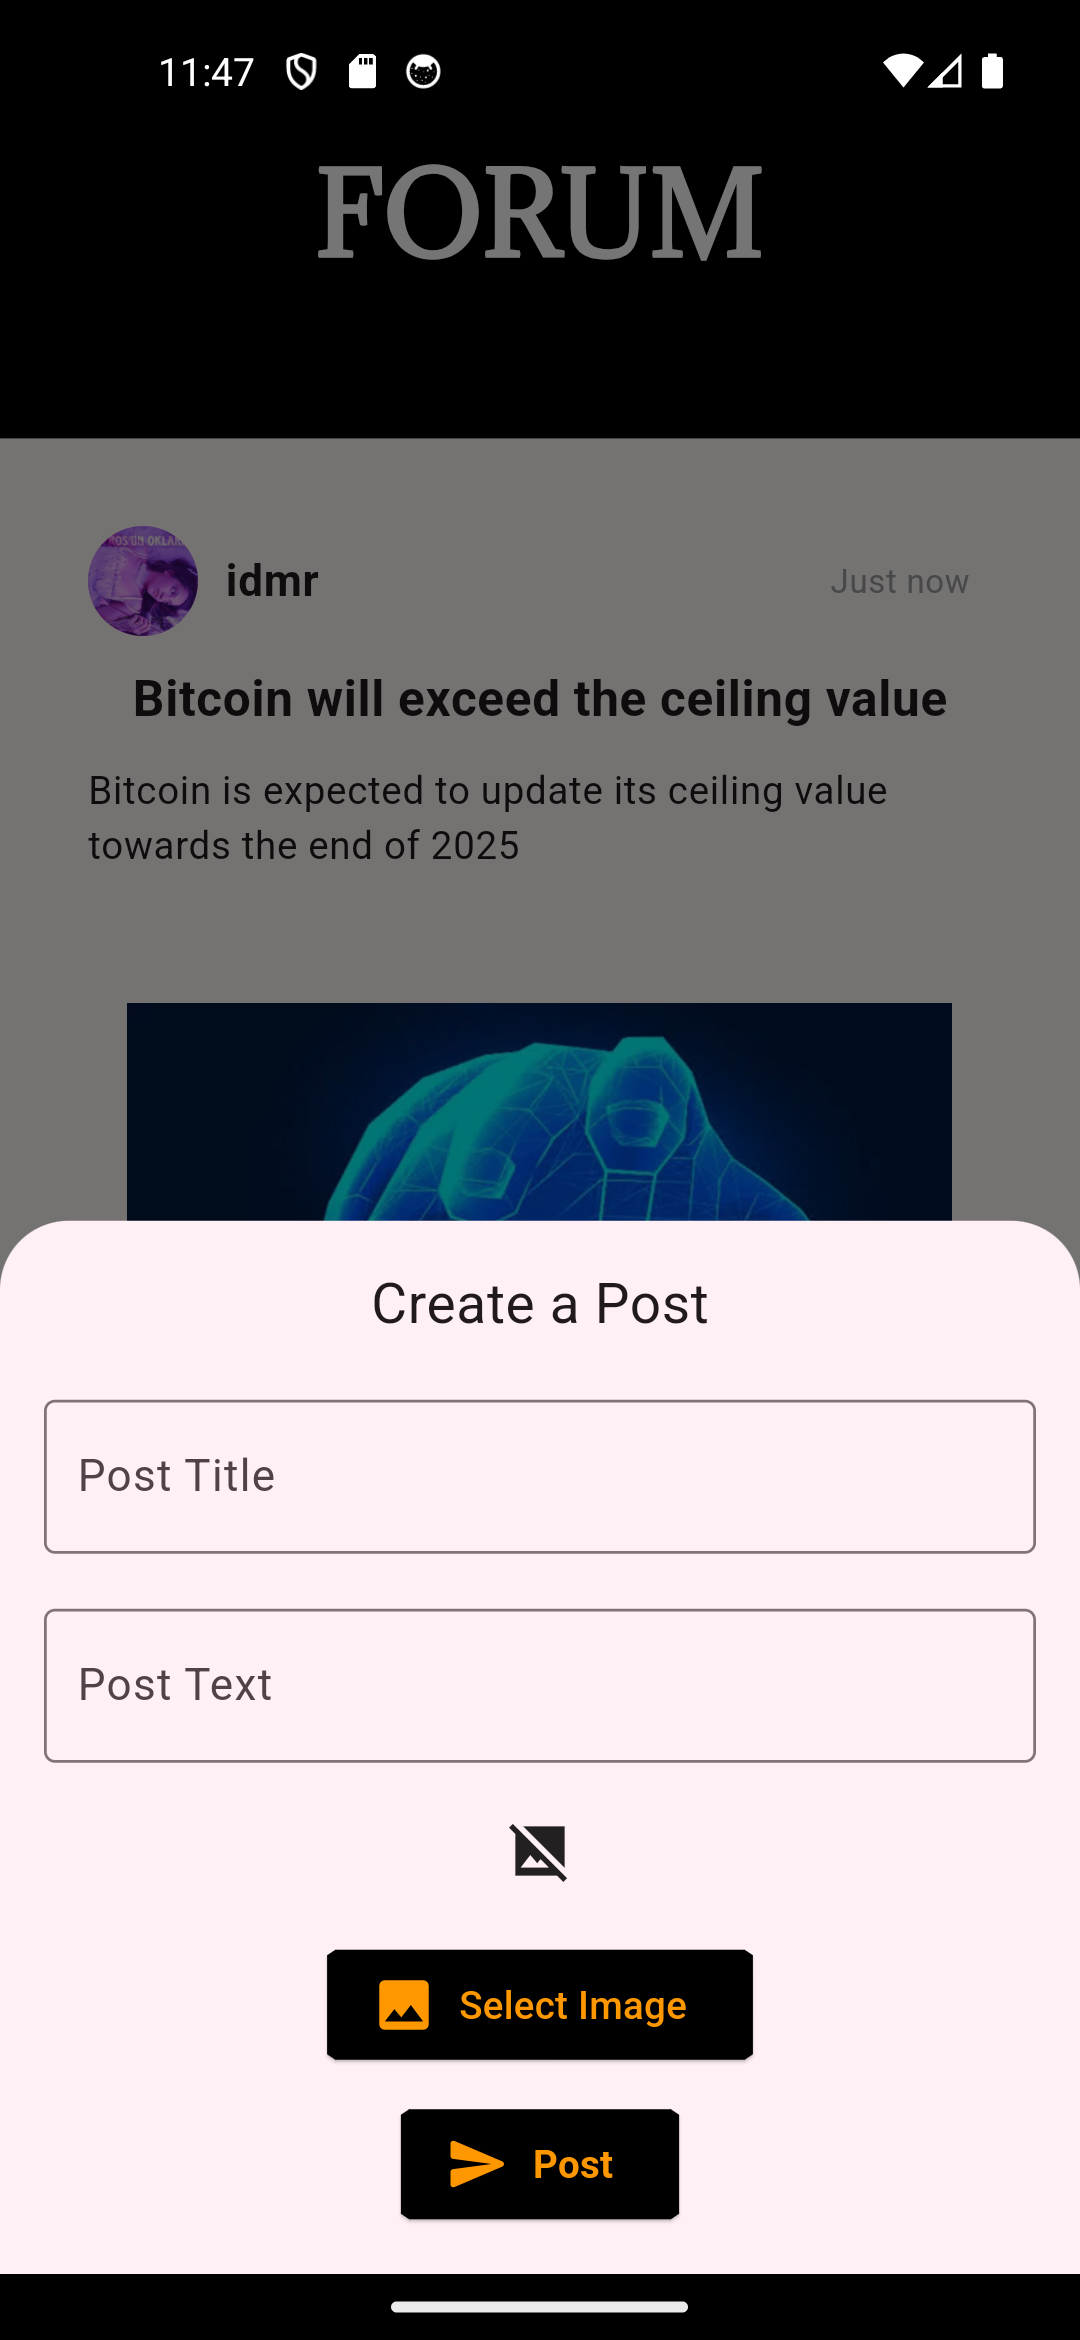 11:47
FORUM
idmr
Just now
Bitcoin will exceed the ceiling value
Bitcoin is expected to update its ceiling value
towards the end of 2025
Create a Post
Post Title
Post Text
Select Image
Post